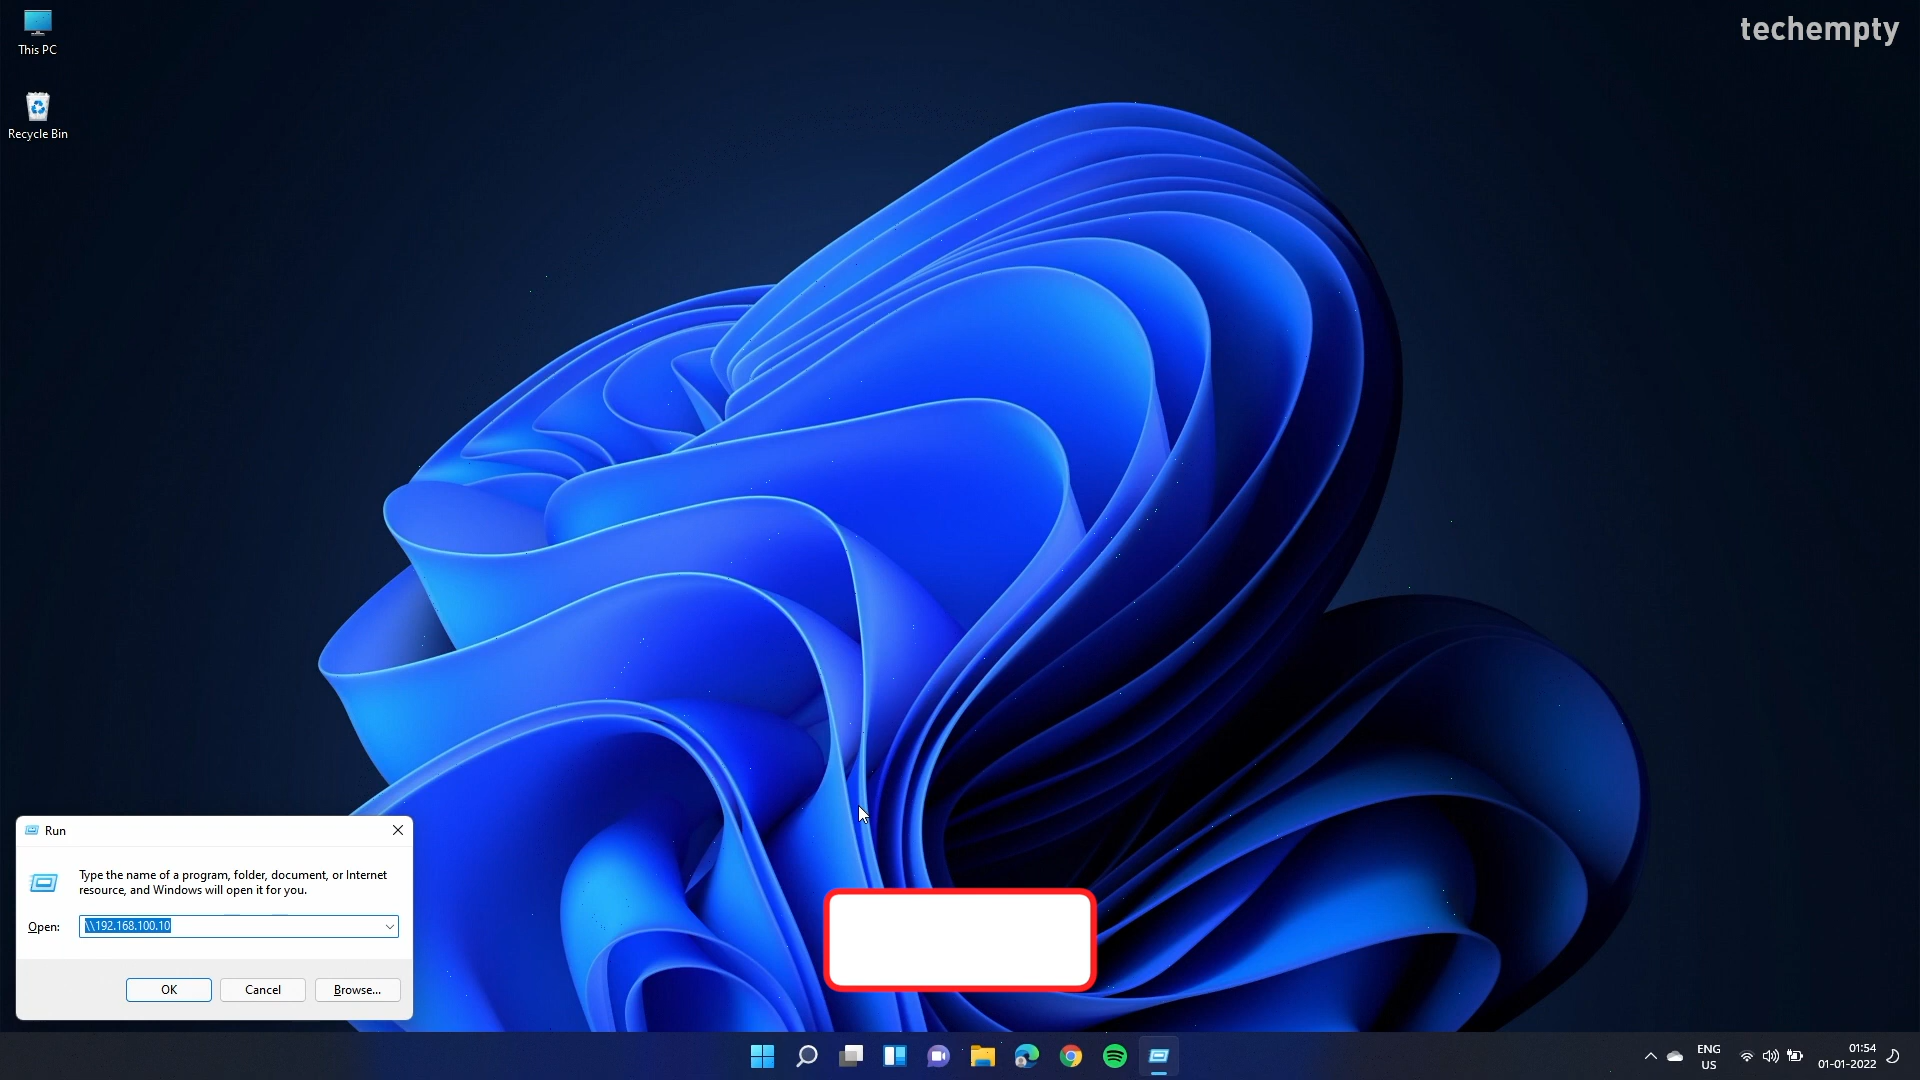 This PC
techempty
Recycle Bin
Run
Type the name of a program, folder, document, or Internet
resource, and Windows will open it for you.
Open:
\\192.168.100.10
OK
Cancel
Browse...
ENG
US
01:54
01-01-2022